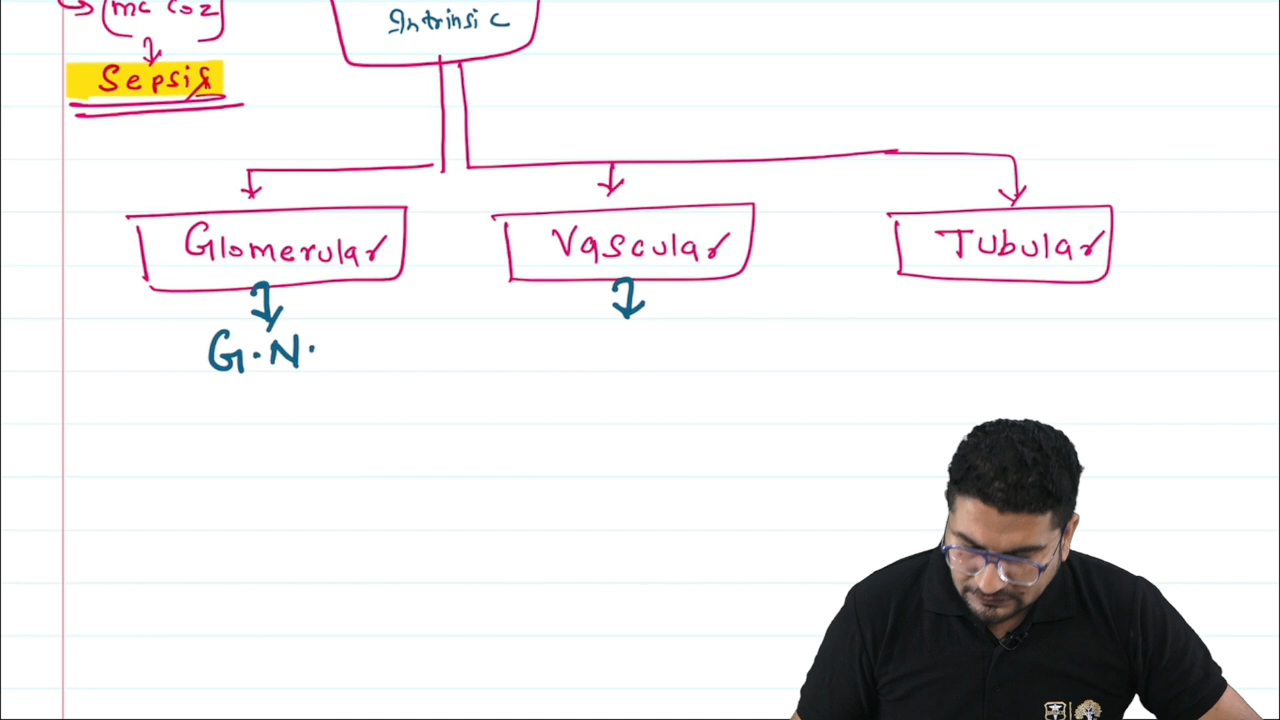 mc Coz
Intrinsic
Sepsis
Glomerular
Vascular
Tubular
G.N.